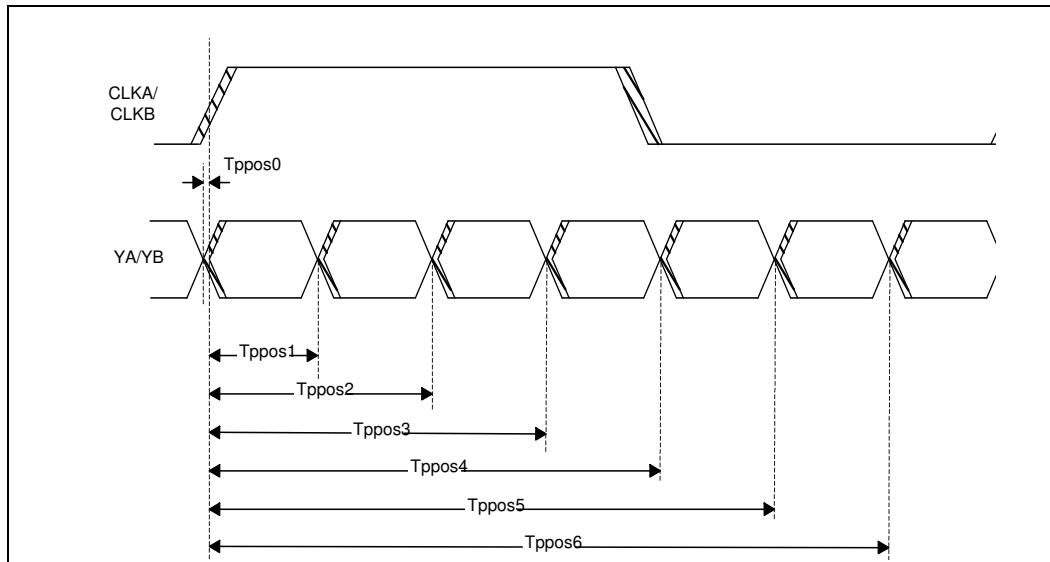 CLKA/
CLKB
Tppos0
YA/YB
Tppos1
Tppos2
Tppos3
Tppos4
Tppos5
Tppos6